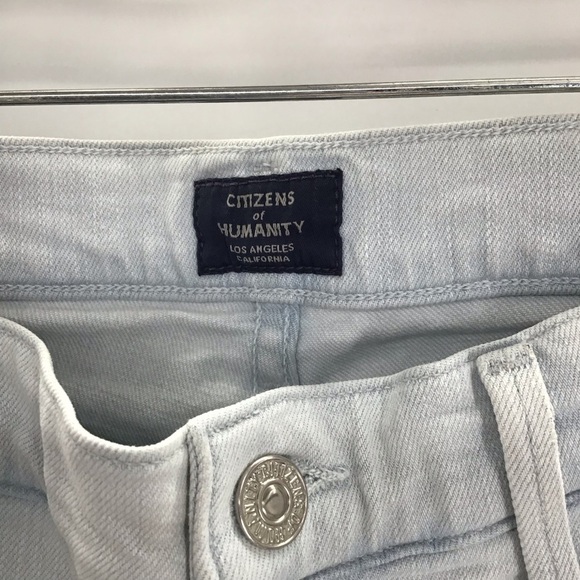 CITIZENS
of
HUMANITY
LOS ANGELES
CALIFORNIA